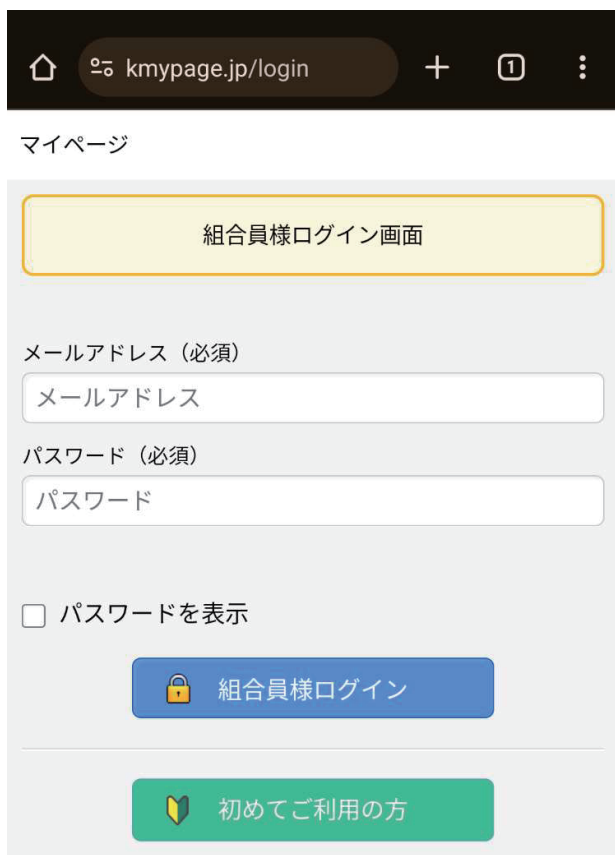 kmypage.jp/login
1
マイページ
組合員様ログイン画面
メールアドレス（必須）
メールアドレス
パスワード（必須）
パスワード
パスワードを表示
組合員様ログイン
初めてご利用の方